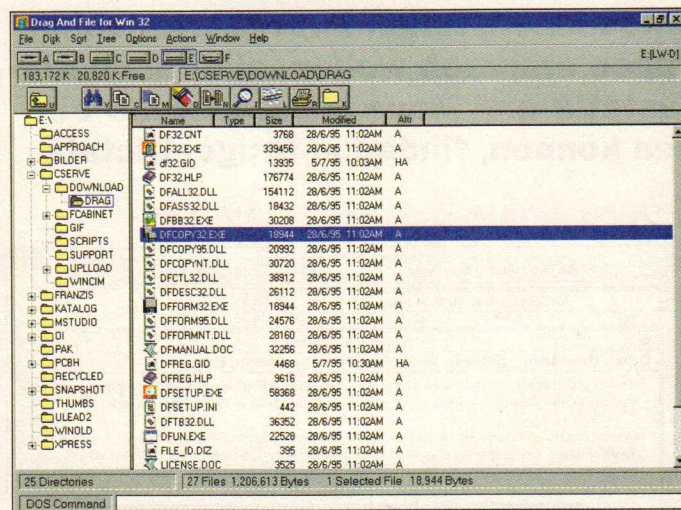 Drag And File for Win 32
File Disk Sort Tree Options Actions Window Help
A B C D E F E:[LW-D]
183,172 K 20,820 K Free E:\CSERVE\DOWNLOAD\DRAG
U Y C M D N I L R K
E:\
ACCESS
APPROACH
BILDER
CSERVE
DOWNLOAD
DRAG
FCABINET
GIF
SCRIPTS
SUPPORT
UPLLOAD
WINCIM
FRANZIS
KATALOG
MSTUDIO
OI
PAK
PCBH
RECYCLED
SNAPSHOT
THUMBS
ULEAD2
WINOLD
XPRESS
Name Type Size Modified Attr
DF32.CNT 3768 28/6/95 11:02AM A
DF32.EXE 339456 28/6/95 11:02AM A
#32.GID 13935 5/7/95 10:03AM HA
DF32.HLP 176774 28/6/95 11:02AM A
DFALL32.DLL 154112 28/6/95 11:02AM A
DFASS32.DLL 18432 28/6/95 11:02AM A
DFBB32.EXE 30208 28/6/95 11:02AM A
DFCOPY32.EXE 18944 28/6/95 11:02AM A
DFCOPY95.DLL 20992 28/6/95 11:02AM A
DFCOPYNT.DLL 30720 28/6/95 11:02AM A
DFCTL32.DLL 38912 28/6/95 11:02AM A
DFDESC32.DLL 26112 28/6/95 11:02AM A
DFFORM32.EXE 18944 28/6/95 11:02AM A
DFFORM95.DLL 24576 28/6/95 11:02AM A
DFFORMNT.DLL 28160 28/6/95 11:02AM A
DFMANUAL.DOC 32256 28/6/95 11:02AM A
DFREG.GID 4468 5/7/95 10:30AM HA
DFREG.HLP 9616 28/6/95 11:02AM A
DFSETUP.EXE 58368 28/6/95 11:02AM A
DFSETUP.INI 442 28/6/95 11:02AM A
DFTB32.DLL 36352 28/6/95 11:02AM A
DFUN.EXE 22528 28/6/95 11:02AM A
FILE_ID.DIZ 395 28/6/95 11:02AM A
LICENSE.DOC 3525 28/6/95 11:02AM A
25 Directories 27 Files 1,206,613 Bytes 1 Selected File 18,944 Bytes
DOS Command